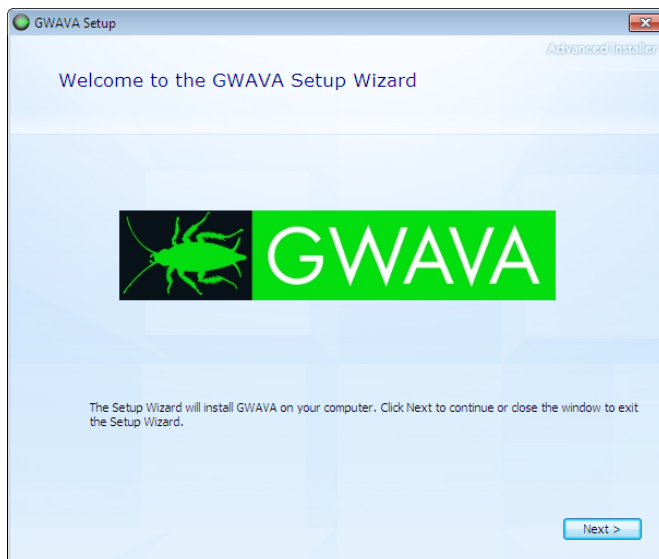 GWAVA Setup
Advanced Installer
Welcome to the GWAVA Setup Wizard
GWAVA
The Setup Wizard will install GWAVA on your computer. Click Next to continue or close the window to exit
the Setup Wizard.
Next >